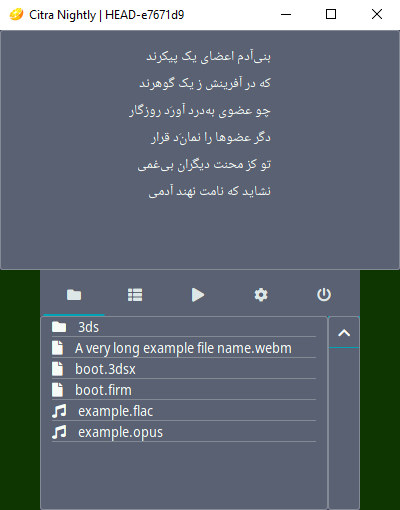 Citra Nightly | HEAD-e7671d9
بنی‌آدم اعضای یک پیکرند
که در آفرینش ز یک گوهرند
چو عضوی به‌درد آورَد روزگار
دگر عضوها را نمانَد قرار
تو کز محنت دیگران بی‌غمی
نشاید که نامت نهند آدمی
3ds
A very long example file name.webm
boot.3dsx
boot.firm
example.flac
example.opus